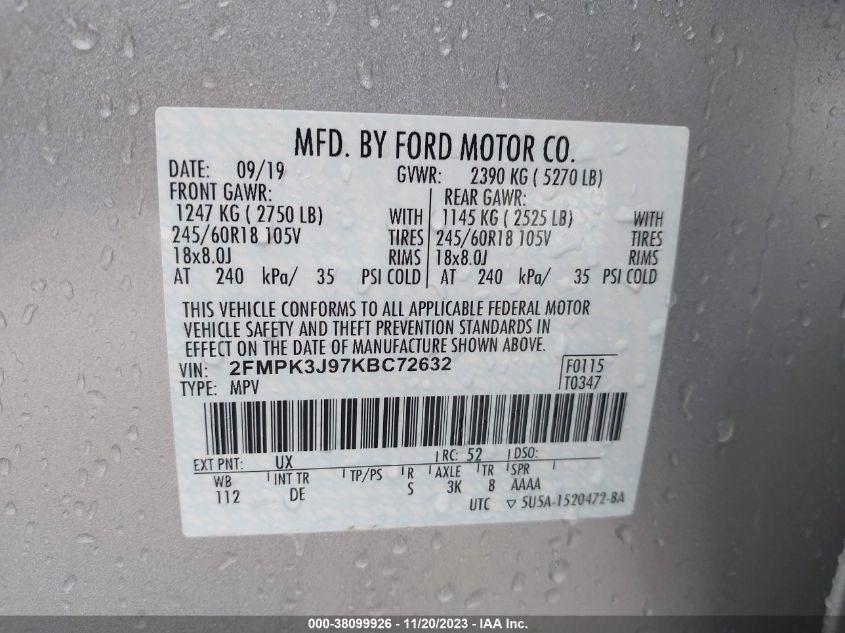 MFD. BY FORD MOTOR CO.
DATE: 09/19 GVWR: 2390 KG ( 5270 LB)
FRONT GAWR: REAR GAWR:
1247 KG ( 2750 LB) WITH 1145 KG ( 2525 LB) WITH
245/60R18 105V TIRES 245/60R18 105V TIRES
18x8.0J RIMS 18x8.0J RIMS
AT 240 kPa/ 35 PSI COLD AT 240 kPa/ 35 PSI COLD
THIS VEHICLE CONFORMS TO ALL APPLICABLE FEDERAL MOTOR
VEHICLE SAFETY AND THEFT PREVENTION STANDARDS IN
EFFECT ON THE DATE OF MANUFACTURE SHOWN ABOVE.
VIN: 2FMPK3J97KBC72632 F0115
TYPE: MPV T0347
EXT PNT: UX RC: 52 DSO:
WB INT TR TP/PS R AXLE TR SPR
112 DE S 3K 8 AAAA
UTC ▽ 5U5A-1520472-BA
000-38099926 - 11/20/2023 - IAA Inc.